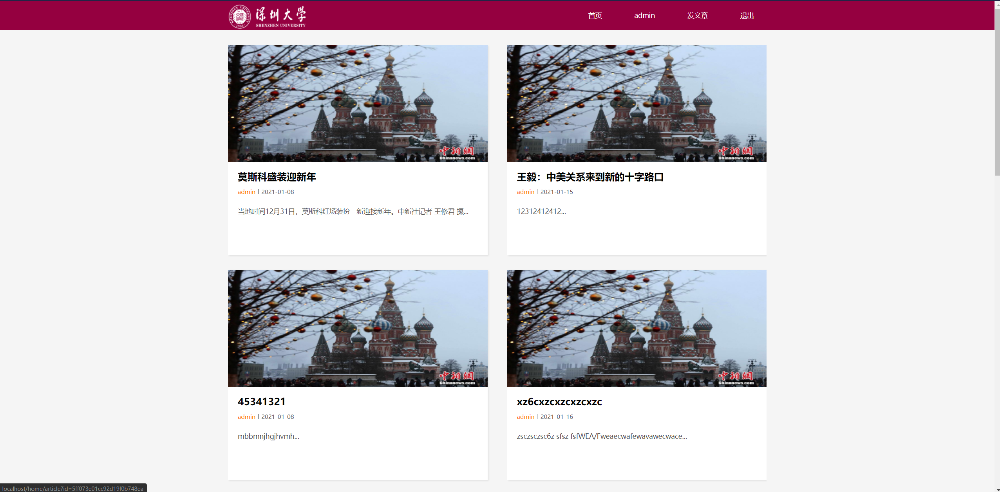 深圳大学
SHENZHEN UNIVERSITY
SHENZHEN UNIVERSITY
·1983·
首页 admin 发文章 退出
中新網
Chinanews.com
莫斯科盛装迎新年
admin | 2021-01-08
当地时间12月31日，莫斯科红场装扮一新迎接新年。中新社记者 王修君 摄...
中新網
Chinanews.com
王毅：中美关系来到新的十字路口
admin | 2021-01-15
12312412412...
中新網
Chinanews.com
45341321
admin | 2021-01-08
mbbmnjhgjhvmh...
中新網
Chinanews.com
xz6cxzcxzcxzcxzc
admin | 2021-01-16
zsczsczsc6z sfsz fsfWEA/Fweaecwafewavawecwace...
localhost/home/article?id=5ff073e01cc92d19f0b748ea